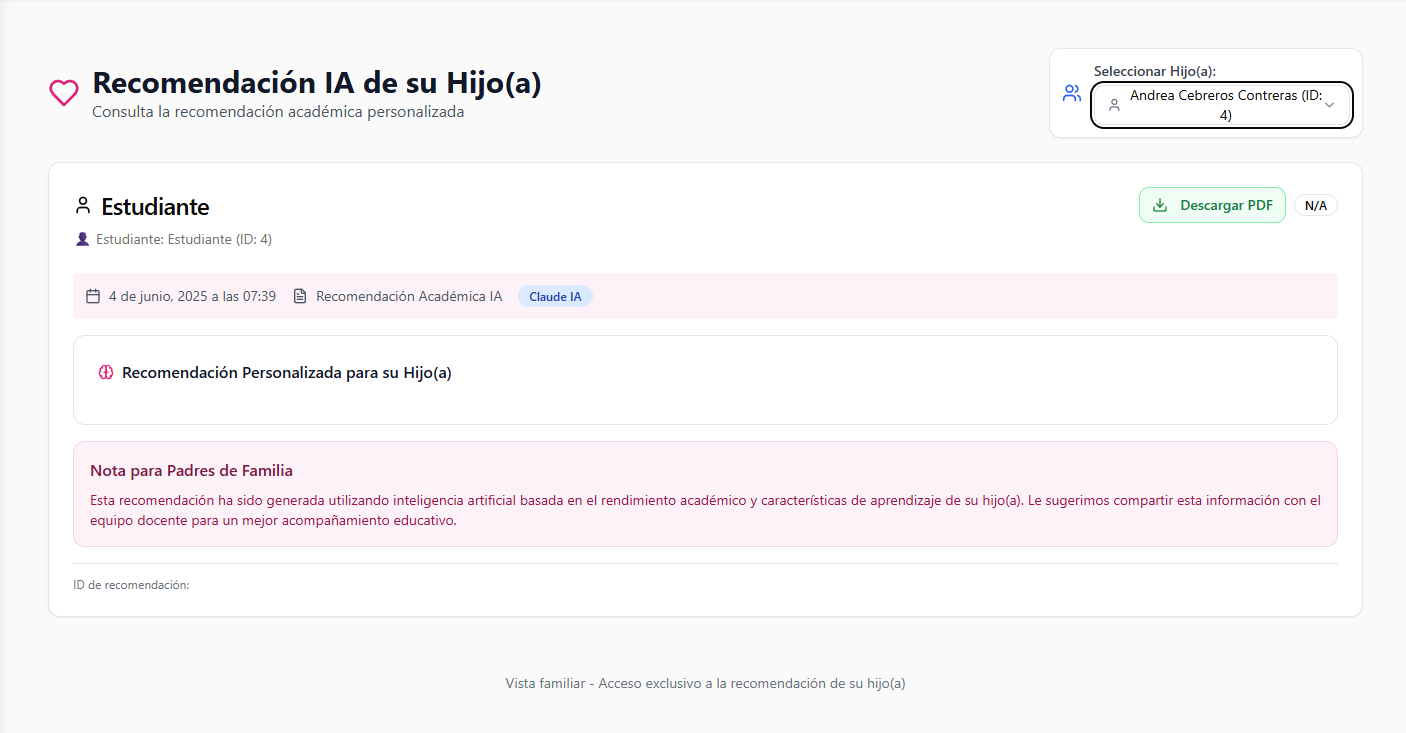 Recomendación IA de su Hijo(a)
Consulta la recomendación académica personalizada
Seleccionar Hijo(a):
Andrea Cebreros Contreras (ID:
4)
Estudiante
Descargar PDF
N/A
Estudiante: Estudiante (ID: 4)
4 de junio, 2025 a las 07:39 Recomendación Académica IA Claude IA
Recomendación Personalizada para su Hijo(a)
Nota para Padres de Familia
Esta recomendación ha sido generada utilizando inteligencia artificial basada en el rendimiento académico y características de aprendizaje de su hijo(a). Le sugerimos compartir esta información con el
equipo docente para un mejor acompañamiento educativo.
ID de recomendación:
Vista familiar - Acceso exclusivo a la recomendación de su hijo(a)